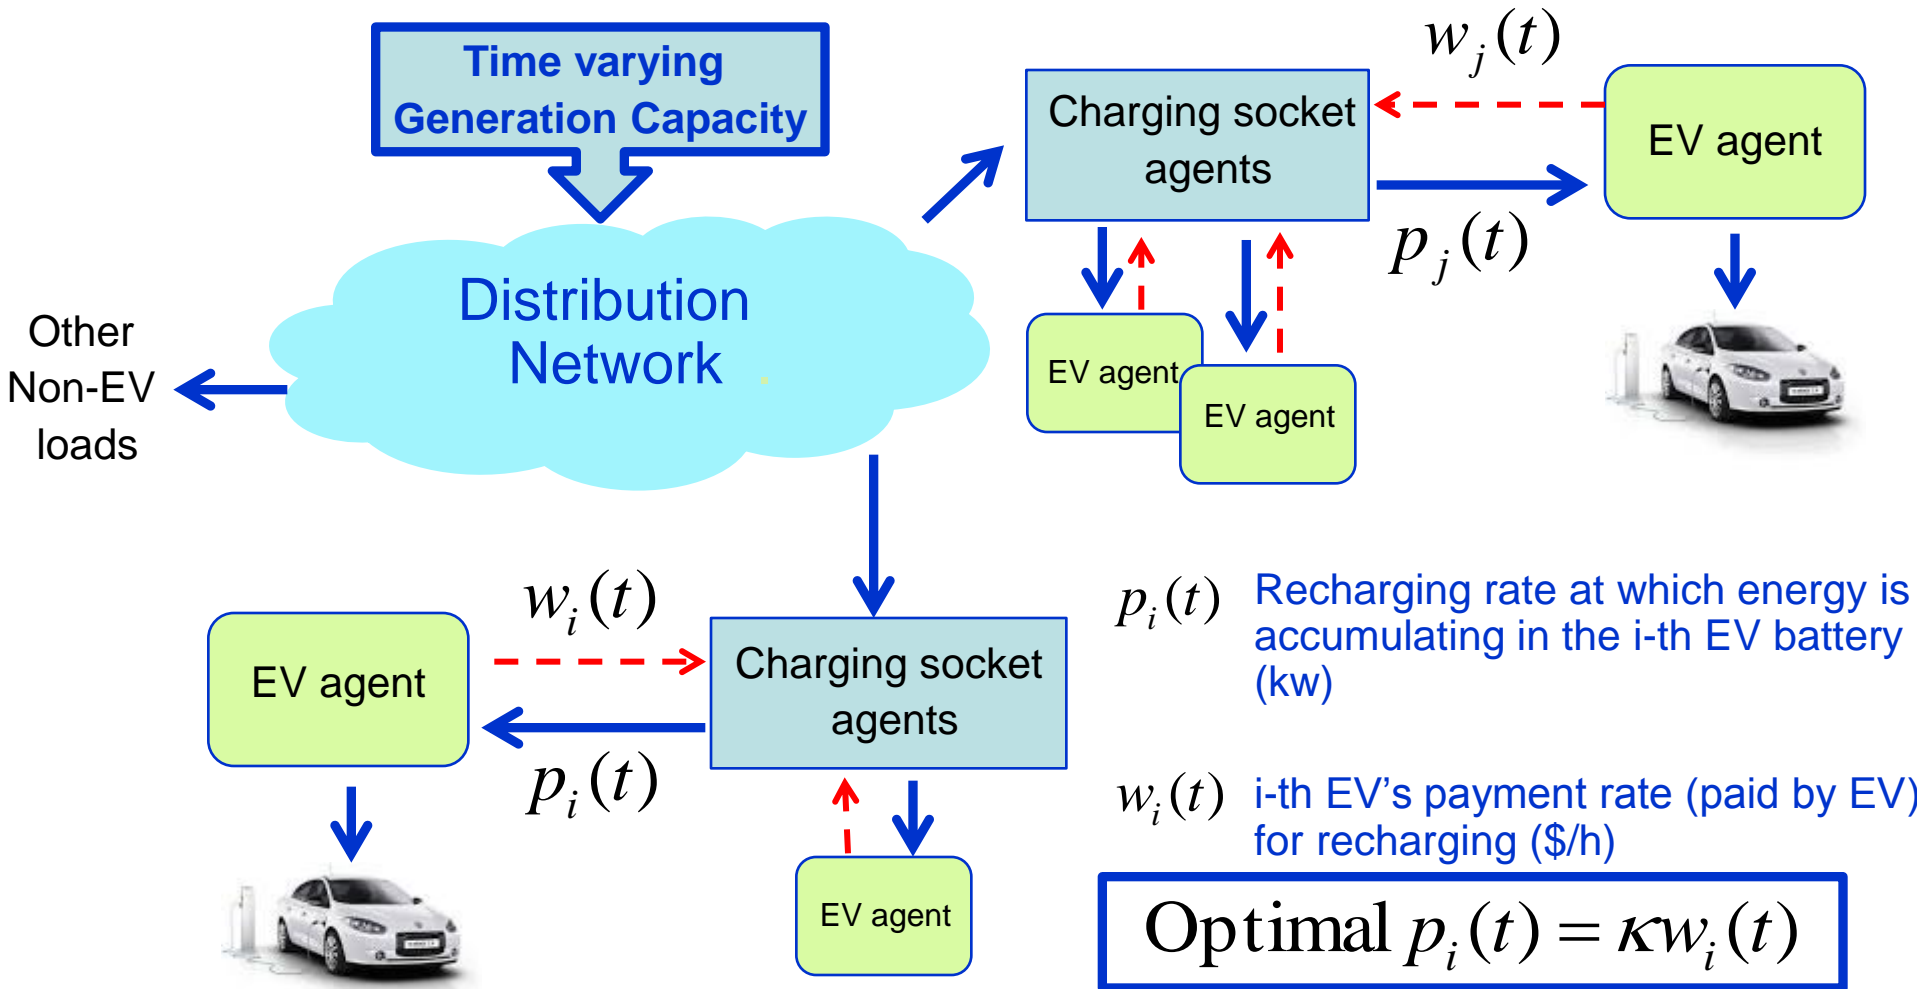 Time varying
Generation Capacity
w_j(t)
Charging socket
agents
EV agent
p_j(t)
Distribution
Network
Other
Non-EV
loads
EV agent
EV agent
w_i(t)
EV agent
Charging socket
agents
p_i(t)
EV agent
p_i(t) Recharging rate at which energy is
accumulating in the i-th EV battery
(kw)
w_i(t) i-th EV’s payment rate (paid by EV)
for recharging ($/h)
Optimal p_i(t) = κw_i(t)